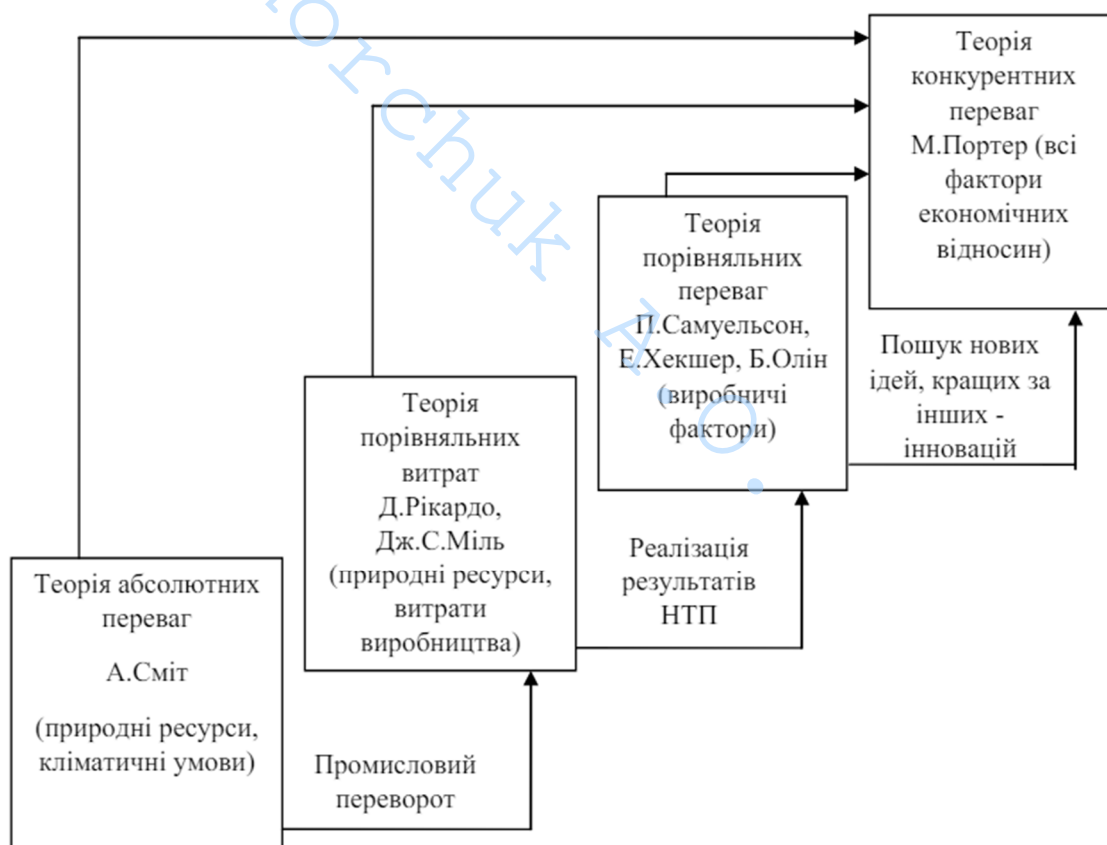 Теорія
конкурентних
переваг
М.Портер (всі
фактори
економічних
відносин)
Теорія
порівняльних
переваг
П.Самуельсон,
Е.Хекшер, Б.Олін
(виробничі
фактори)
Пошук нових
ідей, кращих за
інших -
інновацій
Теорія
порівняльних
витрат
Д.Рікардо,
Дж.С.Міль
(природні ресурси,
витрати
виробництва)
Реалізація
результатів
НТП
Теорія абсолютних
переваг
А.Сміт
(природні ресурси,
кліматичні умови)
Промисловий
переворот
orchuk A.O.